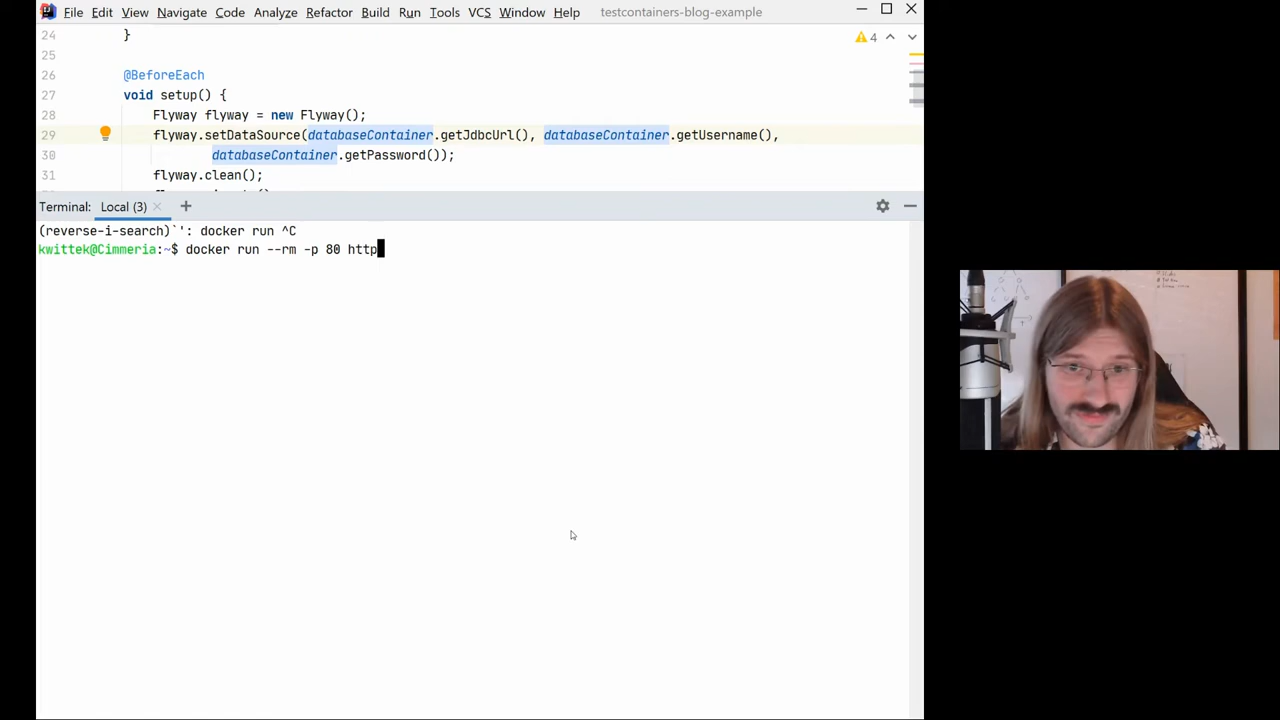 File Edit View Navigate Code Analyze Refactor Build Run Tools VCS Window Help testcontainers-blog-example
24 }
25
4
26 @BeforeEach
27 void setup() {
28 Flyway flyway = new Flyway();
29 flyway.setDataSource(databaseContainer.getJdbcUrl(), databaseContainer.getUsername(),
30 databaseContainer.getPassword());
31 flyway.clean();
Terminal: Local (3)
(reverse-i-search)`': docker run ^C
kwittek@Cimmeria:~$ docker run --rm -p 80 http